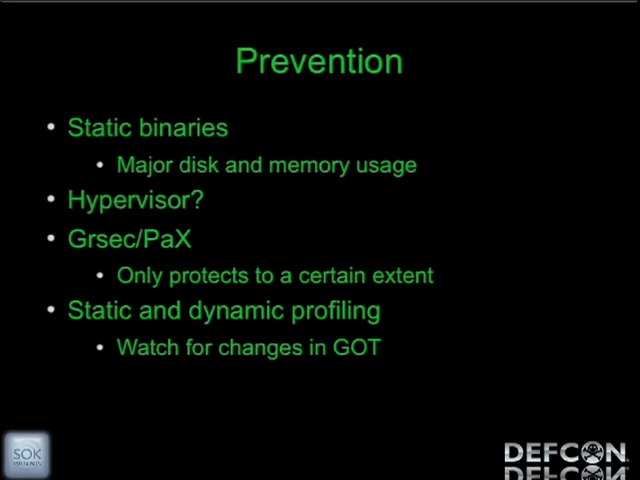 Prevention
• Static binaries
• Major disk and memory usage
• Hypervisor?
• Grsec/PaX
• Only protects to a certain extent
• Static and dynamic profiling
• Watch for changes in GOT
SOK
DEFCON